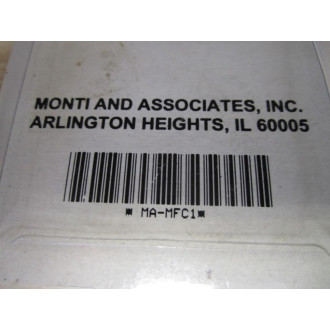 MONTI AND ASSOCIATES, INC.
ARLINGTON HEIGHTS, IL 60005
* MA-MFC1*